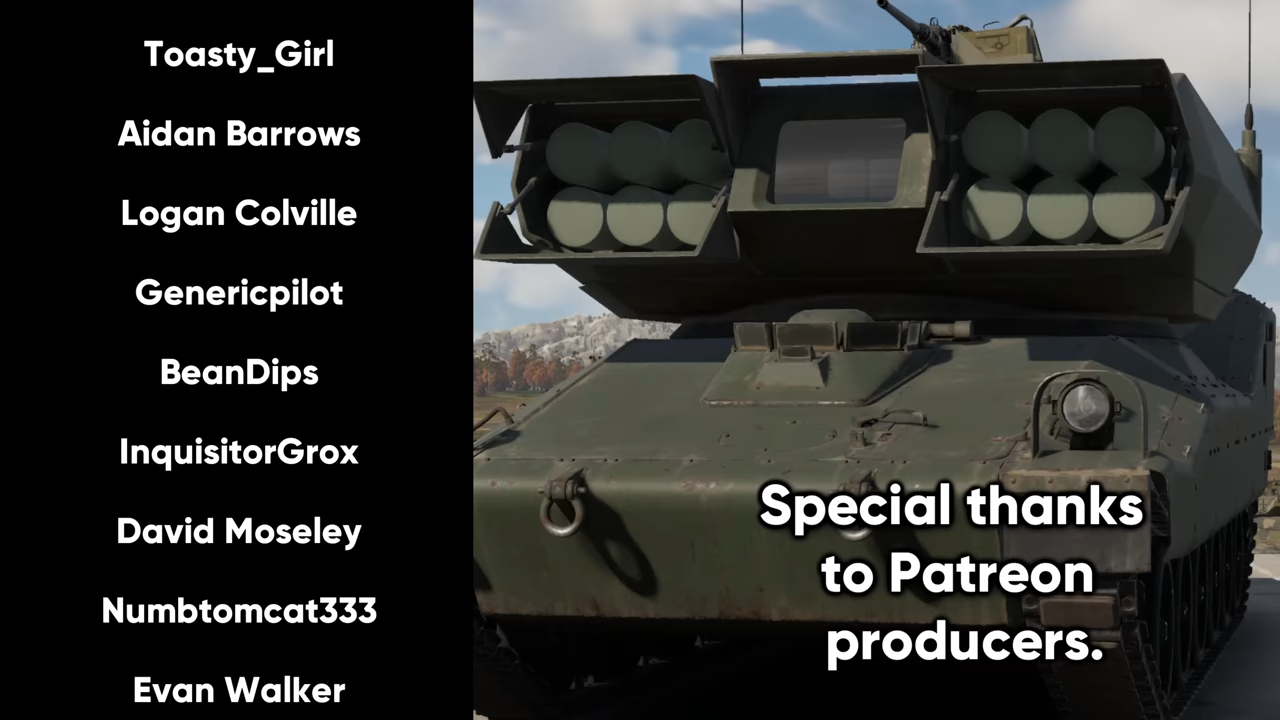 Toasty_Girl
Aidan Barrows
Logan Colville
Genericpilot
BeanDips
InquisitorGrox
David Moseley
Numbtomcat333
Evan Walker
Special thanks
to Patreon
producers.